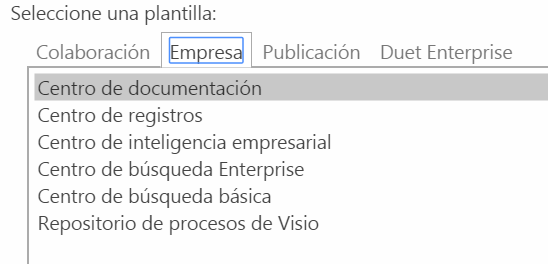 Seleccione una plantilla:
Colaboración Empresa Publicación Duet Enterprise
Centro de documentación
Centro de registros
Centro de inteligencia empresarial
Centro de búsqueda Enterprise
Centro de búsqueda básica
Repositorio de procesos de Visio